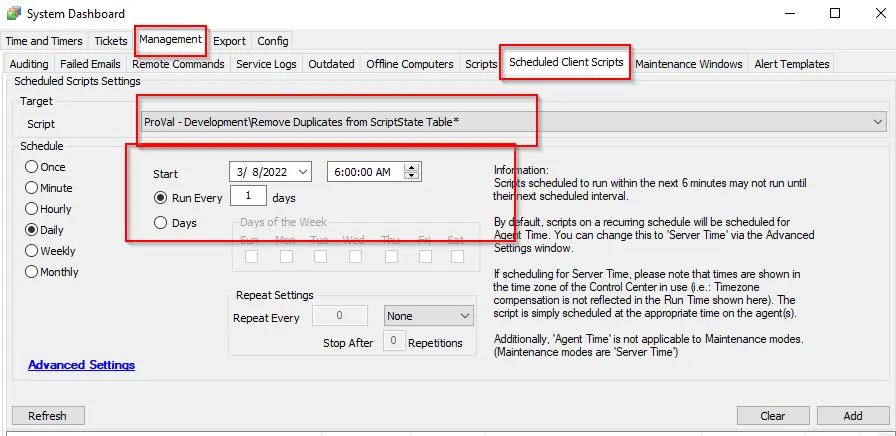 System Dashboard
Time and Timers Tickets Management Export Config
Auditing Failed Emails Remote Commands Service Logs Outdated Offline Computers Scripts Scheduled Client Scripts Maintenance Windows Alert Templates
Scheduled Scripts Settings
Target
Script ProVal - Development\Remove Duplicates from ScriptState Table*
Schedule
Once
Minute
Hourly
Daily
Weekly
Monthly
Start 3/ 8/2022 6:00:00 AM
Run Every 1 days
Days
Days of the Week
Sun Mon Tue Wed Thu Fri Sat
Repeat Settings
Repeat Every 0 None
Stop After 0 Repetitions
Information:
Scripts scheduled to run within the next 6 minutes may not run until
their next scheduled interval.
By default, scripts on a recurring schedule will be scheduled for
Agent Time. You can change this to 'Server Time' via the Advanced
Settings window.
If scheduling for Server Time, please note that times are shown in
the time zone of the Control Center in use (i.e.: Timezone
compensation is not reflected in the Run Time shown here). The
script is simply scheduled at the appropriate time on the agent(s).
Additionally, 'Agent Time' is not applicable to Maintenance modes.
(Maintenance modes are 'Server Time')
Advanced Settings
Refresh Clear Add